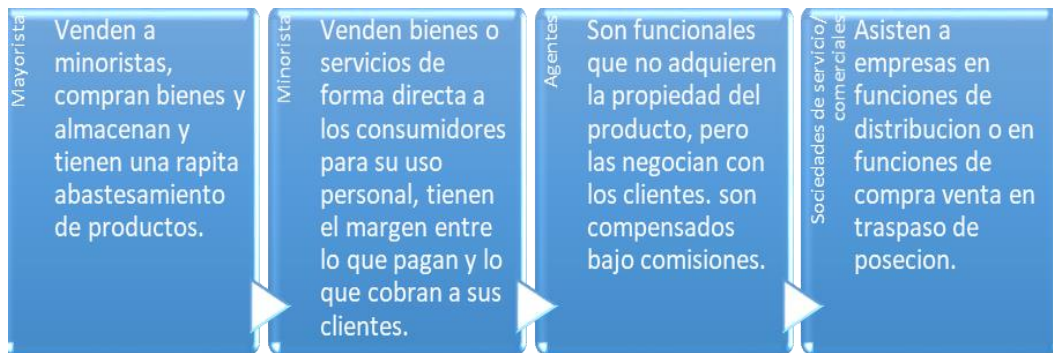 Mayorista
Venden a
minoristas,
compran bienes y
almacenan y
tienen una rapita
abastesamiento
de productos.
Minorista
Venden bienes o
servicios de
forma directa a
los consumidores
para su uso
personal, tienen
el margen entre
lo que pagan y lo
que cobran a sus
clientes.
Agentes
Son funcionales
que no adquieren
la propiedad del
producto, pero
las negocian con
los clientes. son
compensados
bajo comisiones.
Sociedades de servicio/
comerciales
Asisten a
empresas en
funciones de
distribucion o en
funciones de
compra venta en
traspaso de
posecion.